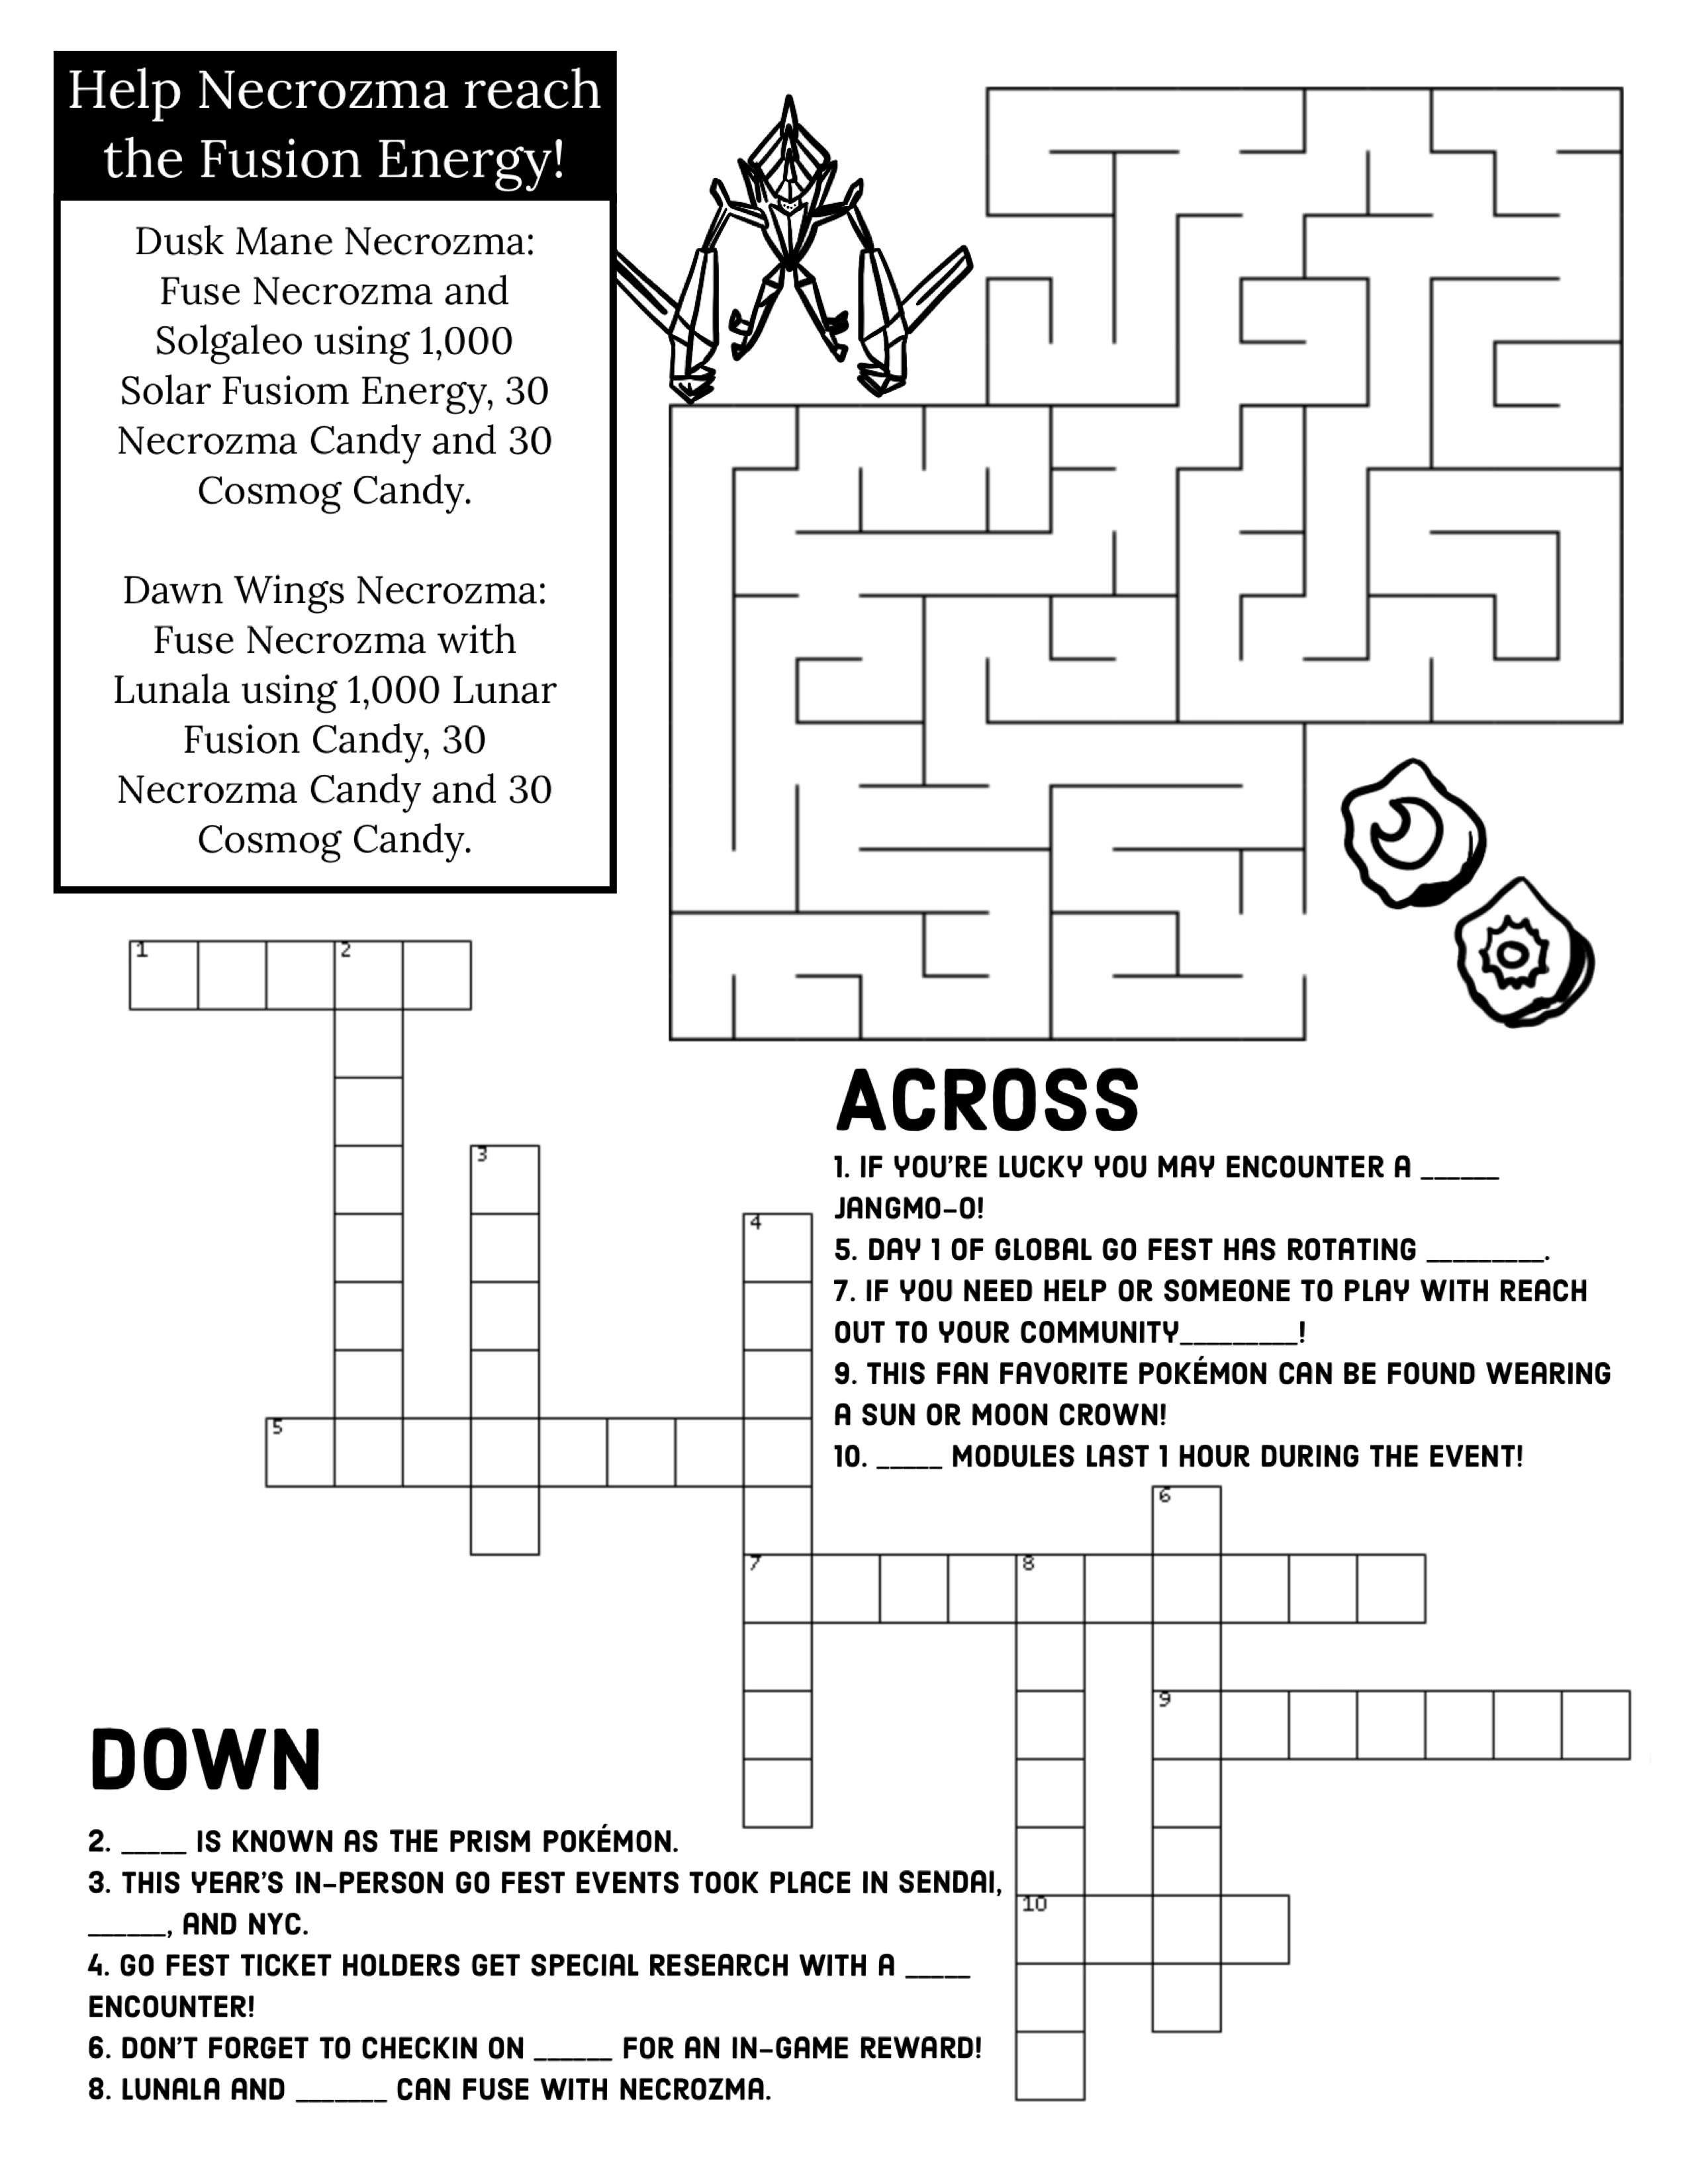 Help Necrozma reach
the Fusion Energy!
Dusk Mane Necrozma:
Fuse Necrozma and
Solgaleo using 1,000
Solar Fusiom Energy, 30
Necrozma Candy and 30
Cosmog Candy.
Dawn Wings Necrozma:
Fuse Necrozma with
Lunala using 1,000 Lunar
Fusion Candy, 30
Necrozma Candy and 30
Cosmog Candy.
1
2
3
4
5
6
7
8
9
10
ACROSS
1. IF YOU'RE LUCKY YOU MAY ENCOUNTER A ______
JANGMO-O!
5. DAY 1 OF GLOBAL GO FEST HAS ROTATING _________.
7. IF YOU NEED HELP OR SOMEONE TO PLAY WITH REACH
OUT TO YOUR COMMUNITY_________!
9. THIS FAN FAVORITE POKÉMON CAN BE FOUND WEARING
A SUN OR MOON CROWN!
10. _____ MODULES LAST 1 HOUR DURING THE EVENT!
DOWN
2. _____ IS KNOWN AS THE PRISM POKÉMON.
3. THIS YEAR'S IN-PERSON GO FEST EVENTS TOOK PLACE IN SENDAI,
______, AND NYC.
4. GO FEST TICKET HOLDERS GET SPECIAL RESEARCH WITH A _____
ENCOUNTER!
6. DON'T FORGET TO CHECKIN ON ______ FOR AN IN-GAME REWARD!
8. LUNALA AND _______ CAN FUSE WITH NECROZMA.